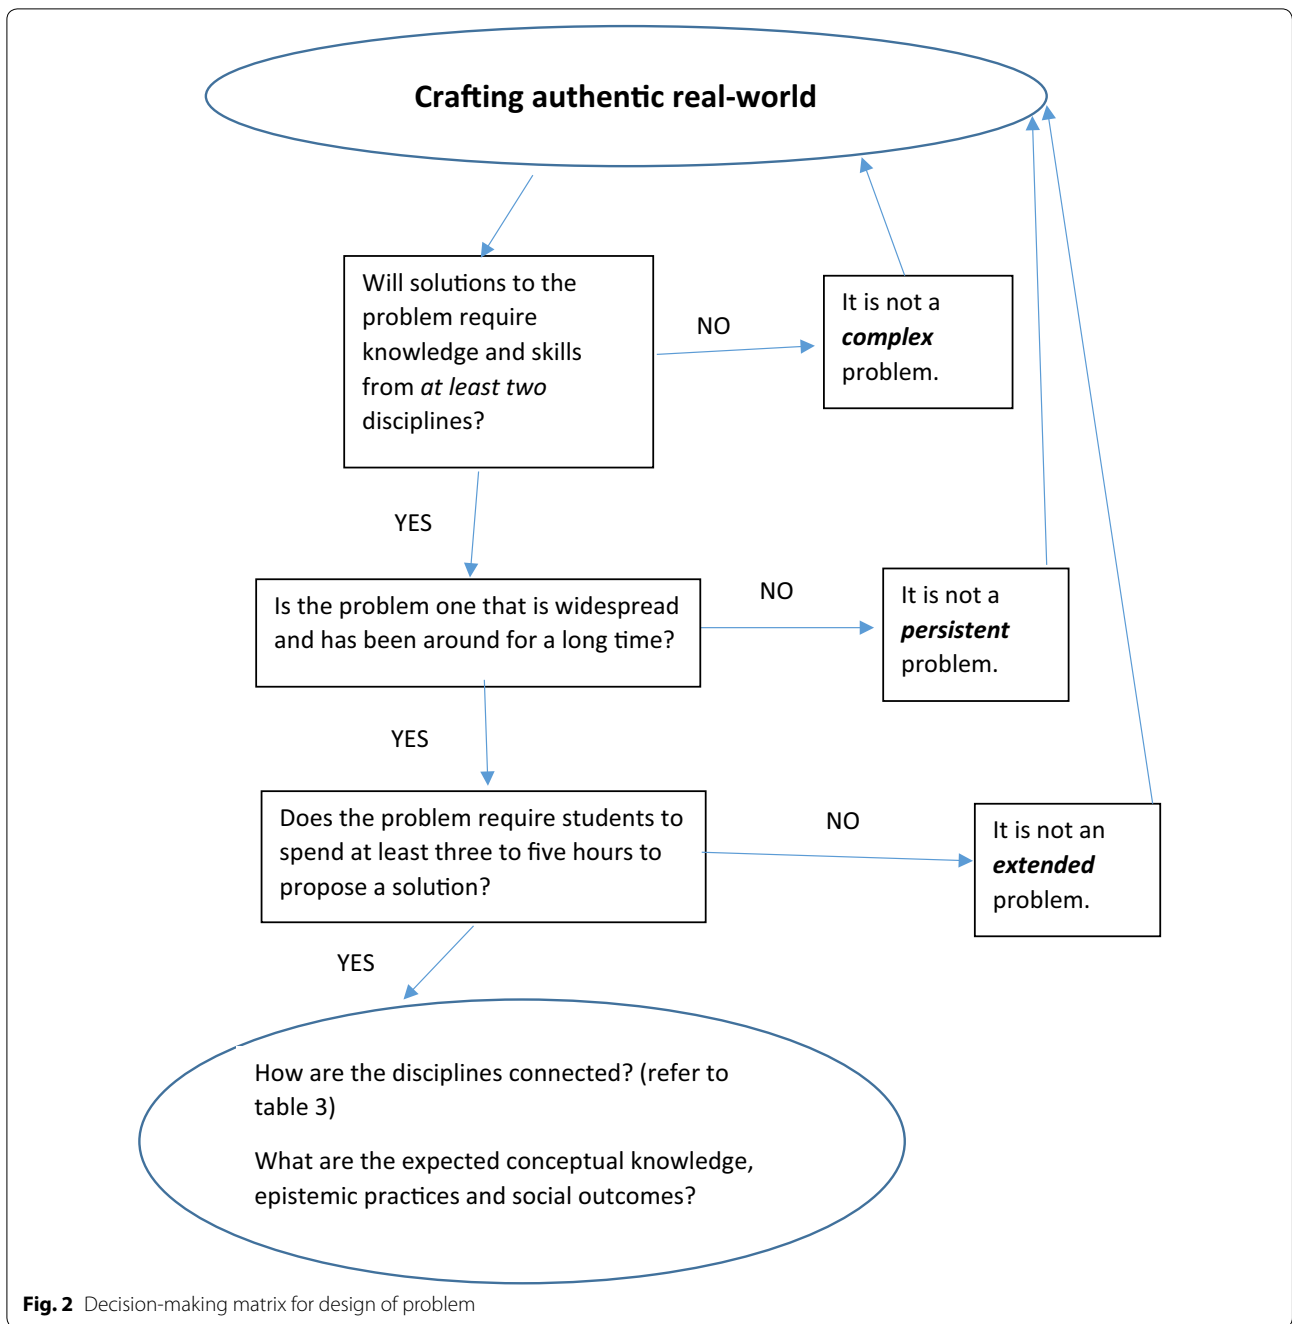 Crafting authentic real-world
Will solutions to the
problem require
knowledge and skills
from at least two
disciplines?
NO
It is not a
complex
problem.
YES
Is the problem one that is widespread
and has been around for a long time?
NO
It is not a
persistent
problem.
YES
Does the problem require students to
spend at least three to five hours to
propose a solution?
NO
It is not an
extended
problem.
YES
How are the disciplines connected? (refer to
table 3)
What are the expected conceptual knowledge,
epistemic practices and social outcomes?
Fig. 2 Decision-making matrix for design of problem